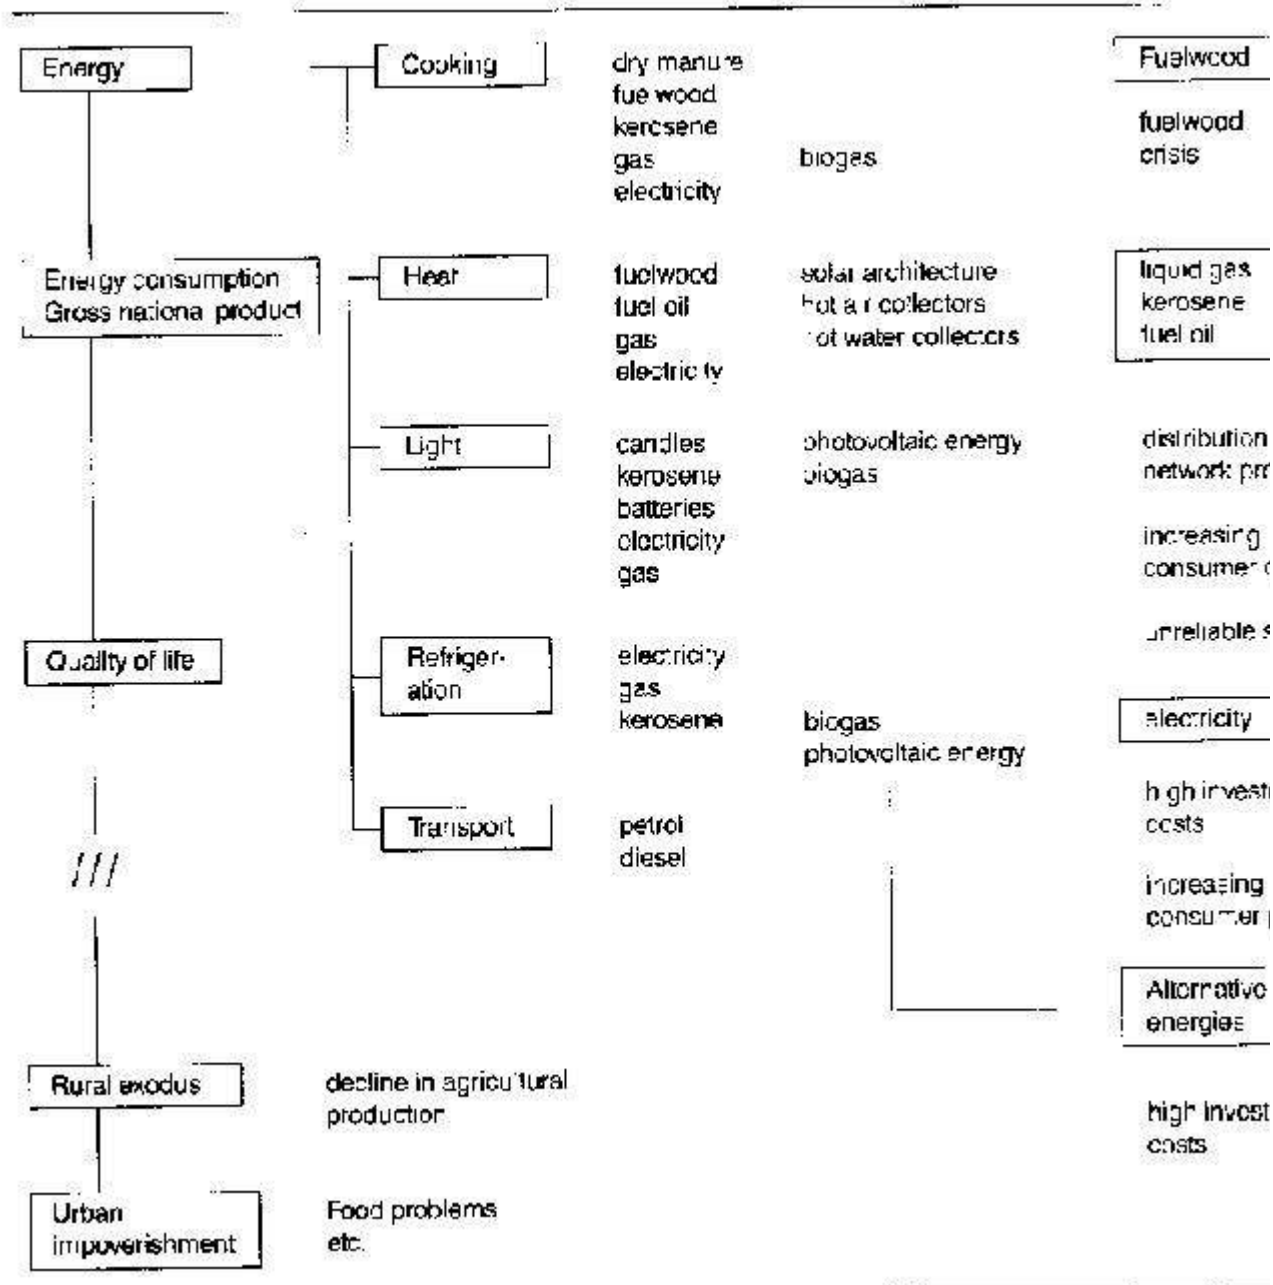 Energy
Cooking
dry manure
fuelwood
kerosene
gas
electricity
biogas
Fuelwood
fuelwood
crisis
Energy consumption
Gross national product
Heat
fuelwood
fuel oil
gas
electricity
solar architecture
hot air collectors
hot water collectors
liquid gas
kerosene
fuel oil
Light
candles
kerosene
batteries
electricity
gas
photovoltaic energy
biogas
distribution
network
increasing
consumer
unreliable
Quality of life
Refriger-
ation
electricity
gas
kerosene
biogas
photovoltaic energy
electricity
high
costs
increasing
consumer
Transport
petrol
diesel
Alternative
energies
high
costs
Rural exodus
decline in agricultural
production
Urban
impoverishment
Food problems
etc.